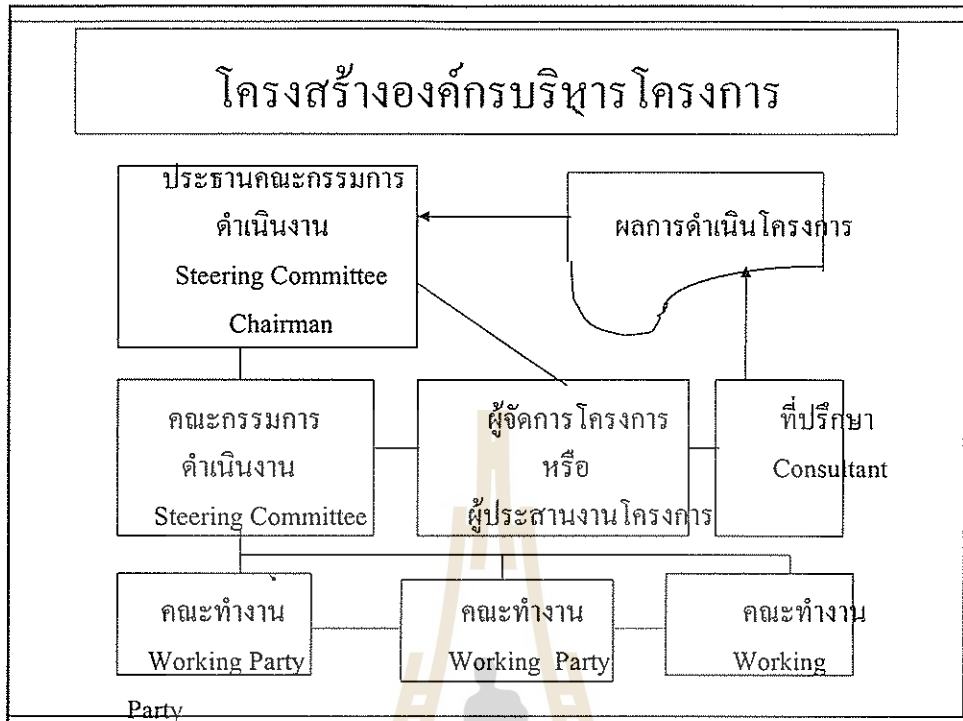 โครงสร้างองค์กรบริหารโครงการ
ประธานคณะกรรมการ
ดำเนินงาน
Steering Committee
Chairman
ผลการดำเนินโครงการ
คณะกรรมการ
ดำเนินงาน
Steering Committee
ผู้จัดการโครงการ
หรือ
ผู้ประสานงานโครงการ
ที่ปรึกษา
Consultant
คณะทำงาน
Working Party
คณะทำงาน
Working Party
คณะทำงาน
Working
Party